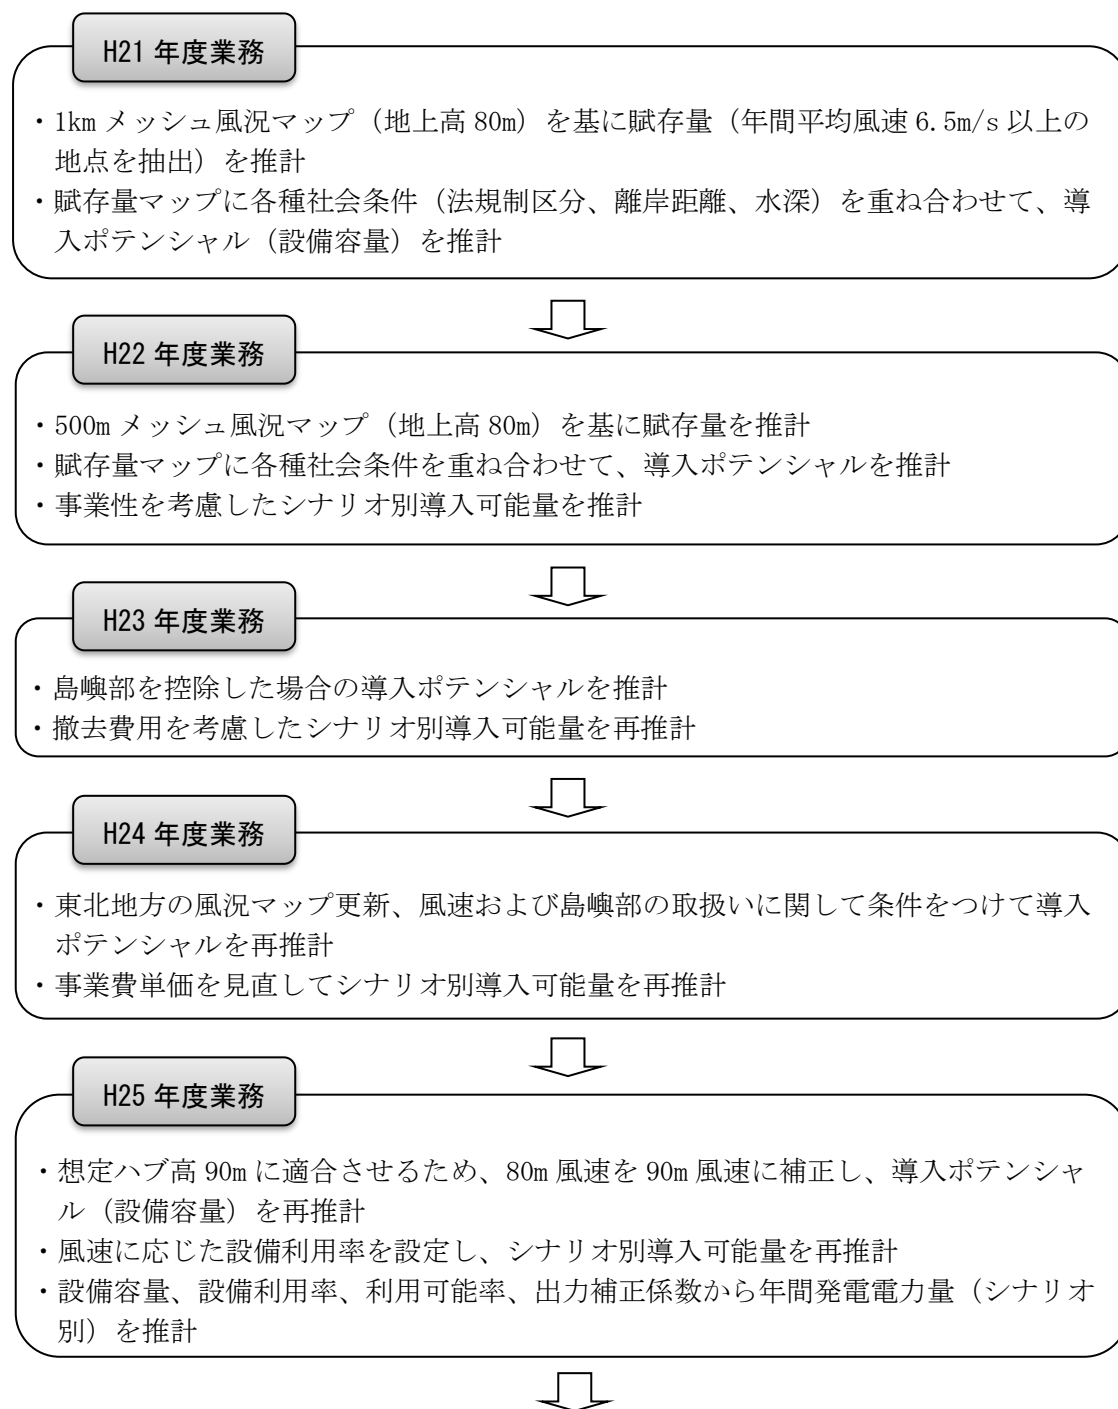 H21 年度業務
・1km メッシュ風況マップ（地上高 80m）を基に賦存量（年間平均風速 6.5m/s 以上の
地点を抽出）を推計
・賦存量マップに各種社会条件（法規制区分、離岸距離、水深）を重ね合わせて、導
入ポテンシャル（設備容量）を推計
H22 年度業務
・500m メッシュ風況マップ（地上高 80m）を基に賦存量を推計
・賦存量マップに各種社会条件を重ね合わせて、導入ポテンシャルを推計
・事業性を考慮したシナリオ別導入可能量を推計
H23 年度業務
・島嶼部を控除した場合の導入ポテンシャルを推計
・撤去費用を考慮したシナリオ別導入可能量を再推計
H24 年度業務
・東北地方の風況マップ更新、風速および島嶼部の取扱いに関して条件をつけて導入
ポテンシャルを再推計
・事業費単価を見直してシナリオ別導入可能量を再推計
H25 年度業務
・想定ハブ高 90m に適合させるため、80m 風速を 90m 風速に補正し、導入ポテンシャ
ル（設備容量）を再推計
・風速に応じた設備利用率を設定し、シナリオ別導入可能量を再推計
・設備容量、設備利用率、利用可能率、出力補正係数から年間発電電力量（シナリオ
別）を推計